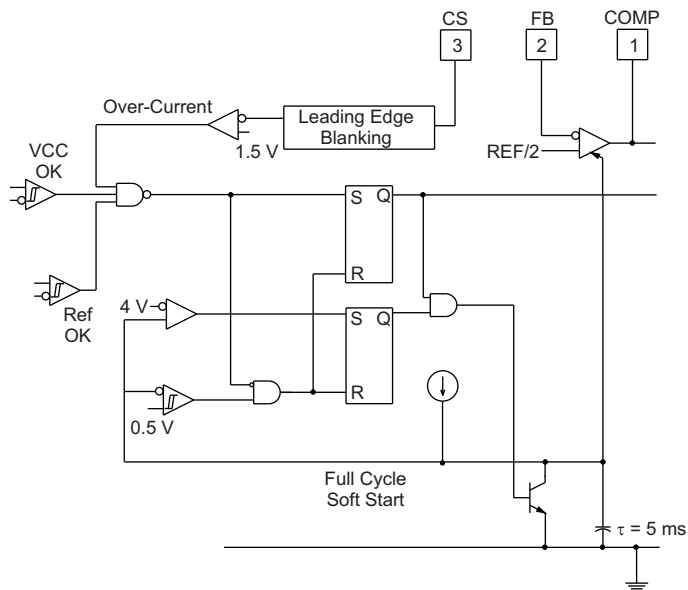 CS
FB
COMP
3
2
1
Over-Current
Leading Edge
Blanking
1.5 V
REF/2
VCC
OK
S Q
R
Ref
OK
4 V
S Q
R
0.5 V
Full Cycle
Soft Start
τ = 5 ms